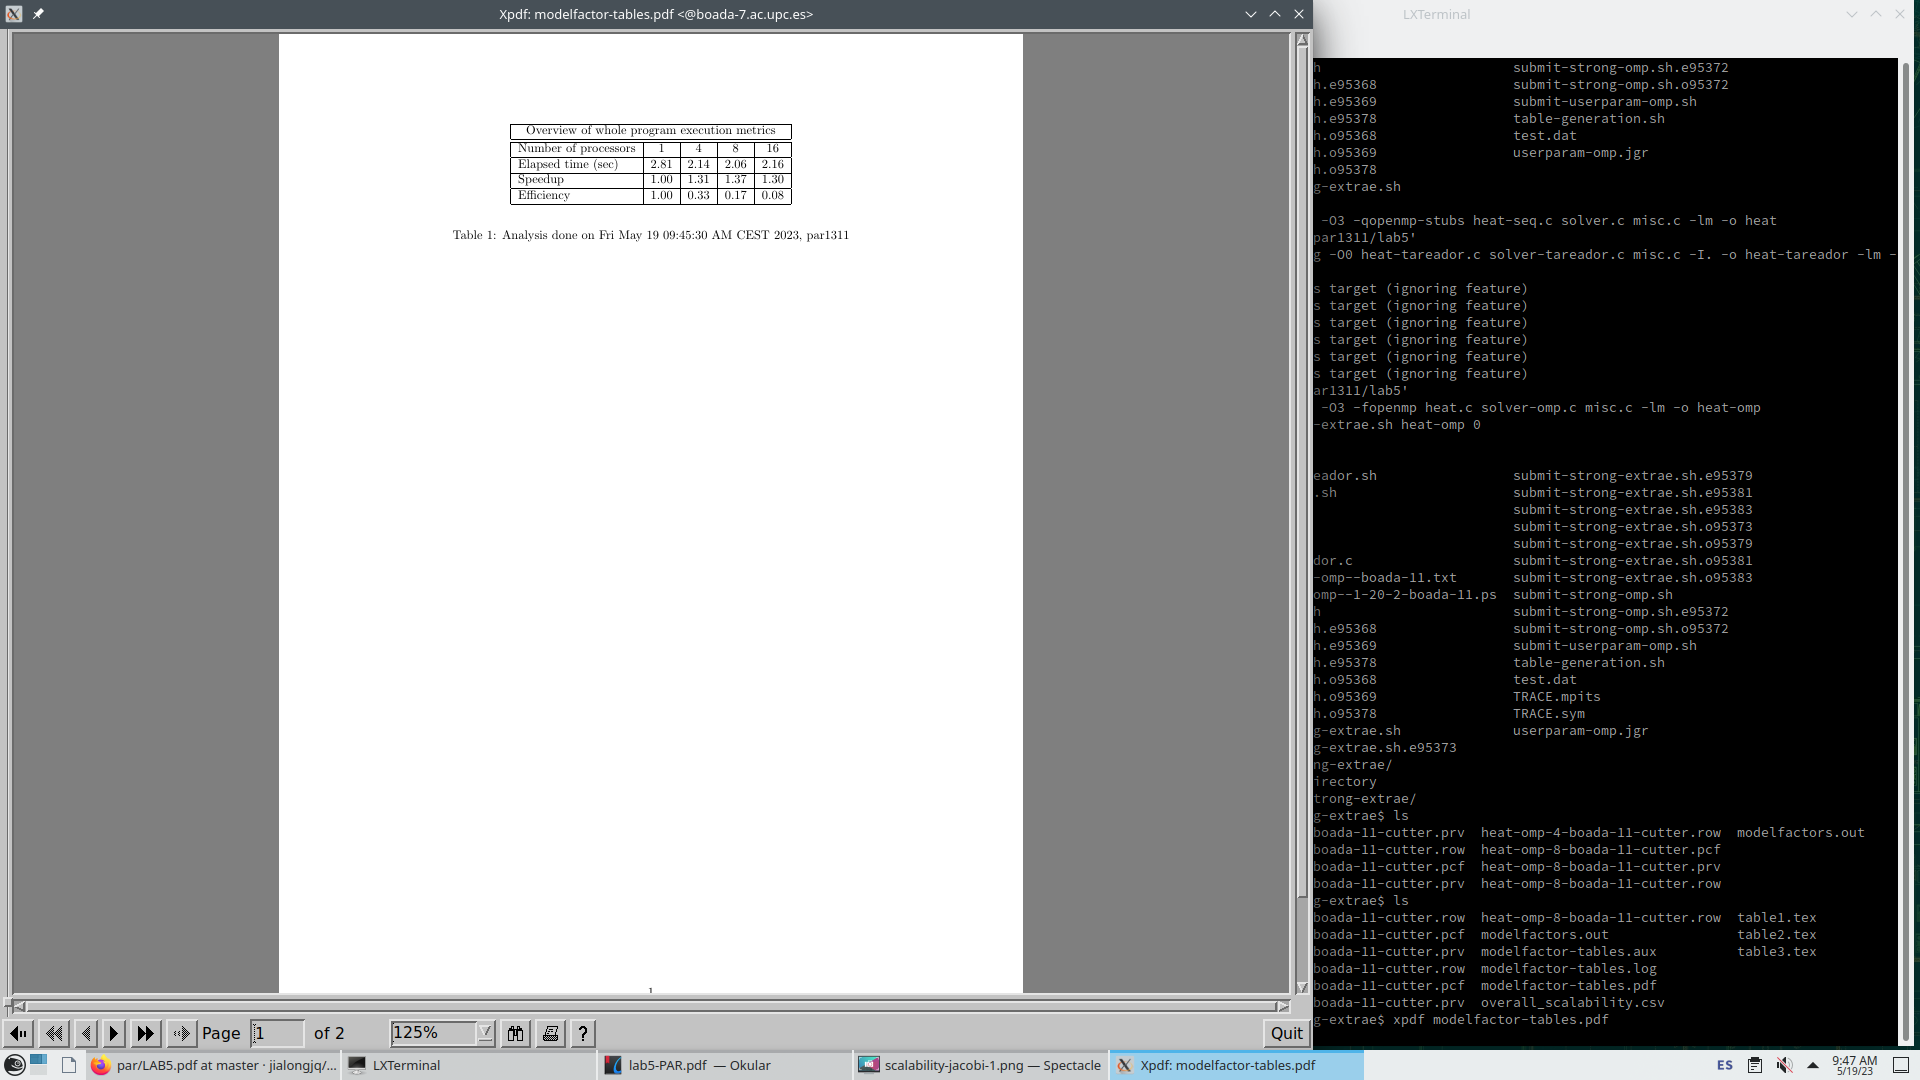 Xpdf: modelfactor-tables.pdf <@boada-7.ac.upc.es>
Overview of whole program execution metrics
Number of processors 1 4 8 16
Elapsed time (sec) 2.81 2.14 2.06 2.16
Speedup 1.00 1.31 1.37 1.30
Efficiency 1.00 0.33 0.17 0.08
Table 1: Analysis done on Fri May 19 09:45:30 AM CEST 2023, par1311
1
Page 1 of 2 125% ? Quit
LXTerminal
h submit-strong-omp.sh.e95372
h.e95368 submit-strong-omp.sh.o95372
h.e95369 submit-userparam-omp.sh
h.e95378 table-generation.sh
h.o95368 test.dat
h.o95369 userparam-omp.jgr
h.o95378
g-extrae.sh
-O3 -qopenmp-stubs heat-seq.c solver.c misc.c -lm -o heat
par1311/lab5'
g -O0 heat-tareador.c solver-tareador.c misc.c -I. -o heat-tareador -lm -
s target (ignoring feature)
s target (ignoring feature)
s target (ignoring feature)
s target (ignoring feature)
s target (ignoring feature)
s target (ignoring feature)
ar1311/lab5'
-O3 -fopenmp heat.c solver-omp.c misc.c -lm -o heat-omp
-extrae.sh heat-omp 0
eador.sh submit-strong-extrae.sh.e95379
.sh submit-strong-extrae.sh.e95381
submit-strong-extrae.sh.e95383
submit-strong-extrae.sh.o95373
submit-strong-extrae.sh.o95379
dor.c submit-strong-extrae.sh.o95381
-omp--boada-11.txt submit-strong-extrae.sh.o95383
omp--1-20-2-boada-11.ps submit-strong-omp.sh
h submit-strong-omp.sh.e95372
h.e95368 submit-strong-omp.sh.o95372
h.e95369 submit-userparam-omp.sh
h.e95378 table-generation.sh
h.o95368 test.dat
h.o95369 TRACE.mpits
h.o95378 TRACE.sym
g-extrae.sh userparam-omp.jgr
g-extrae.sh.e95373
ng-extrae/
irectory
trong-extrae/
g-extrae$ ls
boada-11-cutter.prv heat-omp-4-boada-11-cutter.row modelfactors.out
boada-11-cutter.row heat-omp-8-boada-11-cutter.pcf
boada-11-cutter.pcf heat-omp-8-boada-11-cutter.prv
boada-11-cutter.prv heat-omp-8-boada-11-cutter.row
g-extrae$ ls
boada-11-cutter.row heat-omp-8-boada-11-cutter.row table1.tex
boada-11-cutter.pcf modelfactors.out table2.tex
boada-11-cutter.prv modelfactor-tables.aux table3.tex
boada-11-cutter.row modelfactor-tables.log
boada-11-cutter.pcf modelfactor-tables.pdf
boada-11-cutter.prv overall_scalability.csv
g-extrae$ xpdf modelfactor-tables.pdf
par/LAB5.pdf at master · jialongjq/... LXTerminal lab5-PAR.pdf — Okular scalability-jacobi-1.png — Spectacle Xpdf: modelfactor-tables.pdf ES 9:47 AM
5/19/23